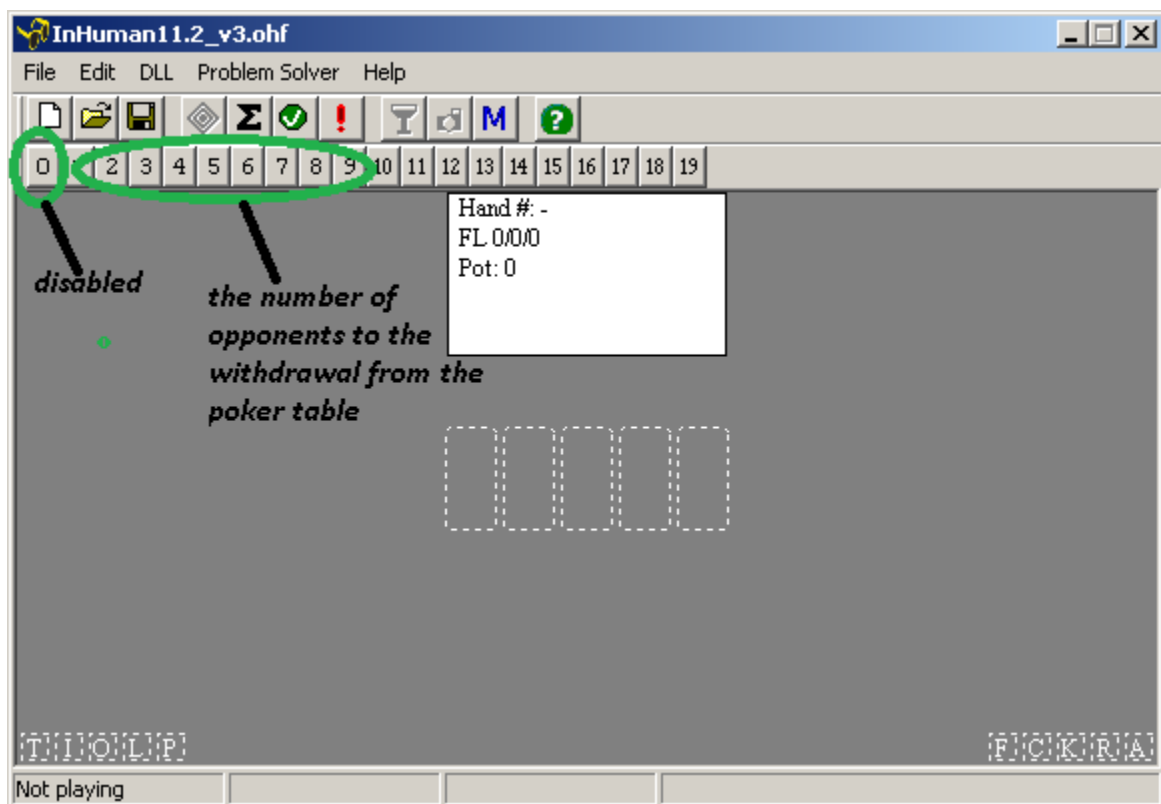 InHuman11.2_v3.ohf
File Edit DLL Problem Solver Help
Σ ! M ?
0 2 3 4 5 6 7 8 9 10 11 12 13 14 15 16 17 18 19
Hand #: -
FL 0/0/0
Pot: 0
disabled
the number of
opponents to the
withdrawal from the
poker table
T I O L P
F C K R A
Not playing